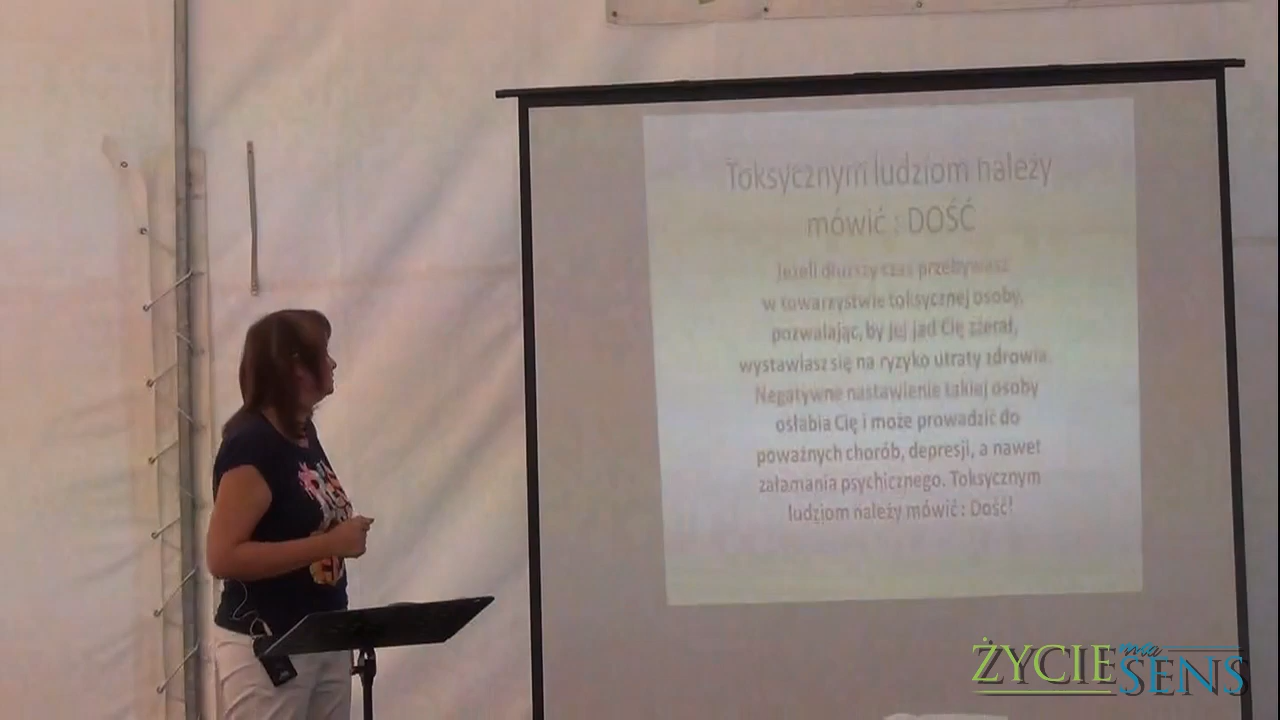 Toksycznym ludziom należy
mówić : DOŚĆ
Jeżeli dłuższy czas przebywasz
w towarzystwie toksycznej osoby,
pozwalając, by jej jad Cię zżerał,
wystawiasz się na ryzyko utraty zdrowia.
Negatywne nastawienie takiej osoby
osłabia Cię i może prowadzić do
poważnych chorób, depresji, a nawet
załamania psychicznego. Toksycznym
ludziom należy mówić : Dość!
ŻYCIE ma
SENS